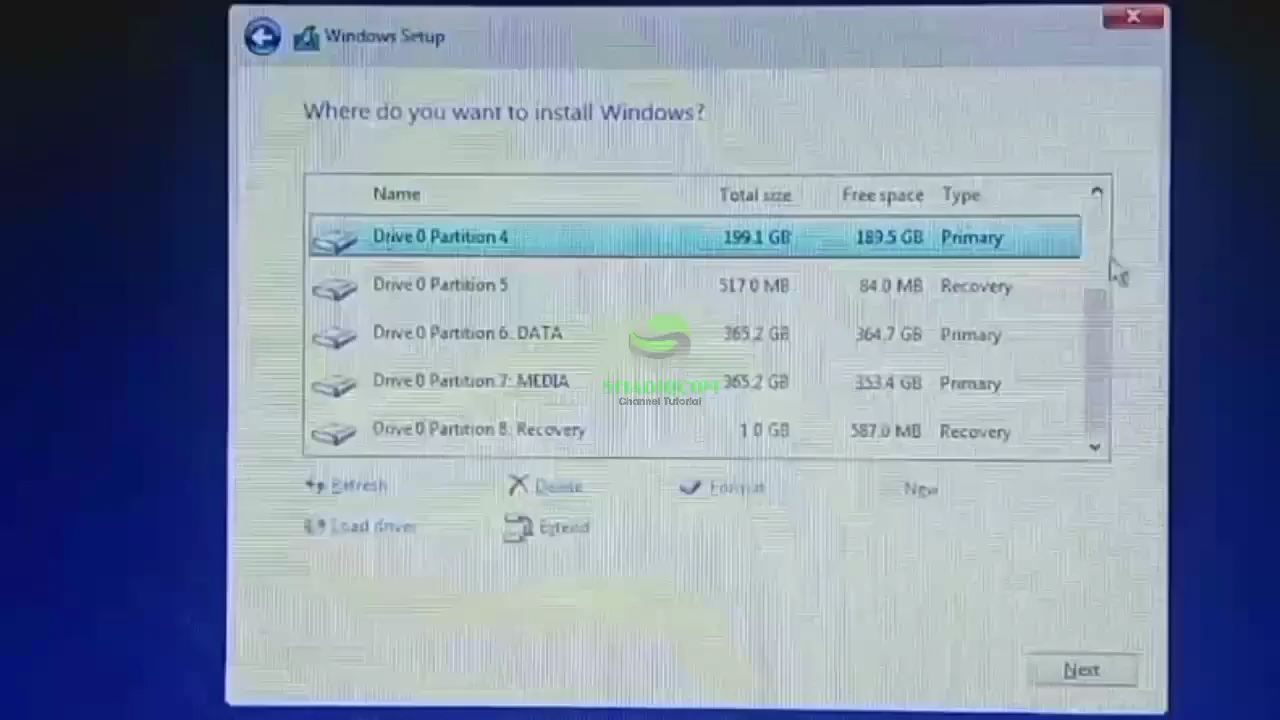 Windows Setup
Where do you want to install Windows?
Name Total size Free space Type
Drive 0 Partition 4 199.1 GB 189.5 GB Primary
Drive 0 Partition 5 517.0 MB 84.0 MB Recovery
Drive 0 Partition 6: DATA 365.2 GB 364.7 GB Primary
Drive 0 Partition 7: MEDIA 365.2 GB 353.4 GB Primary
Channel Tutorial
Drive 0 Partition 8: Recovery 1.0 GB 587.0 MB Recovery
Refresh Delete Format New
Load driver Extend
Next